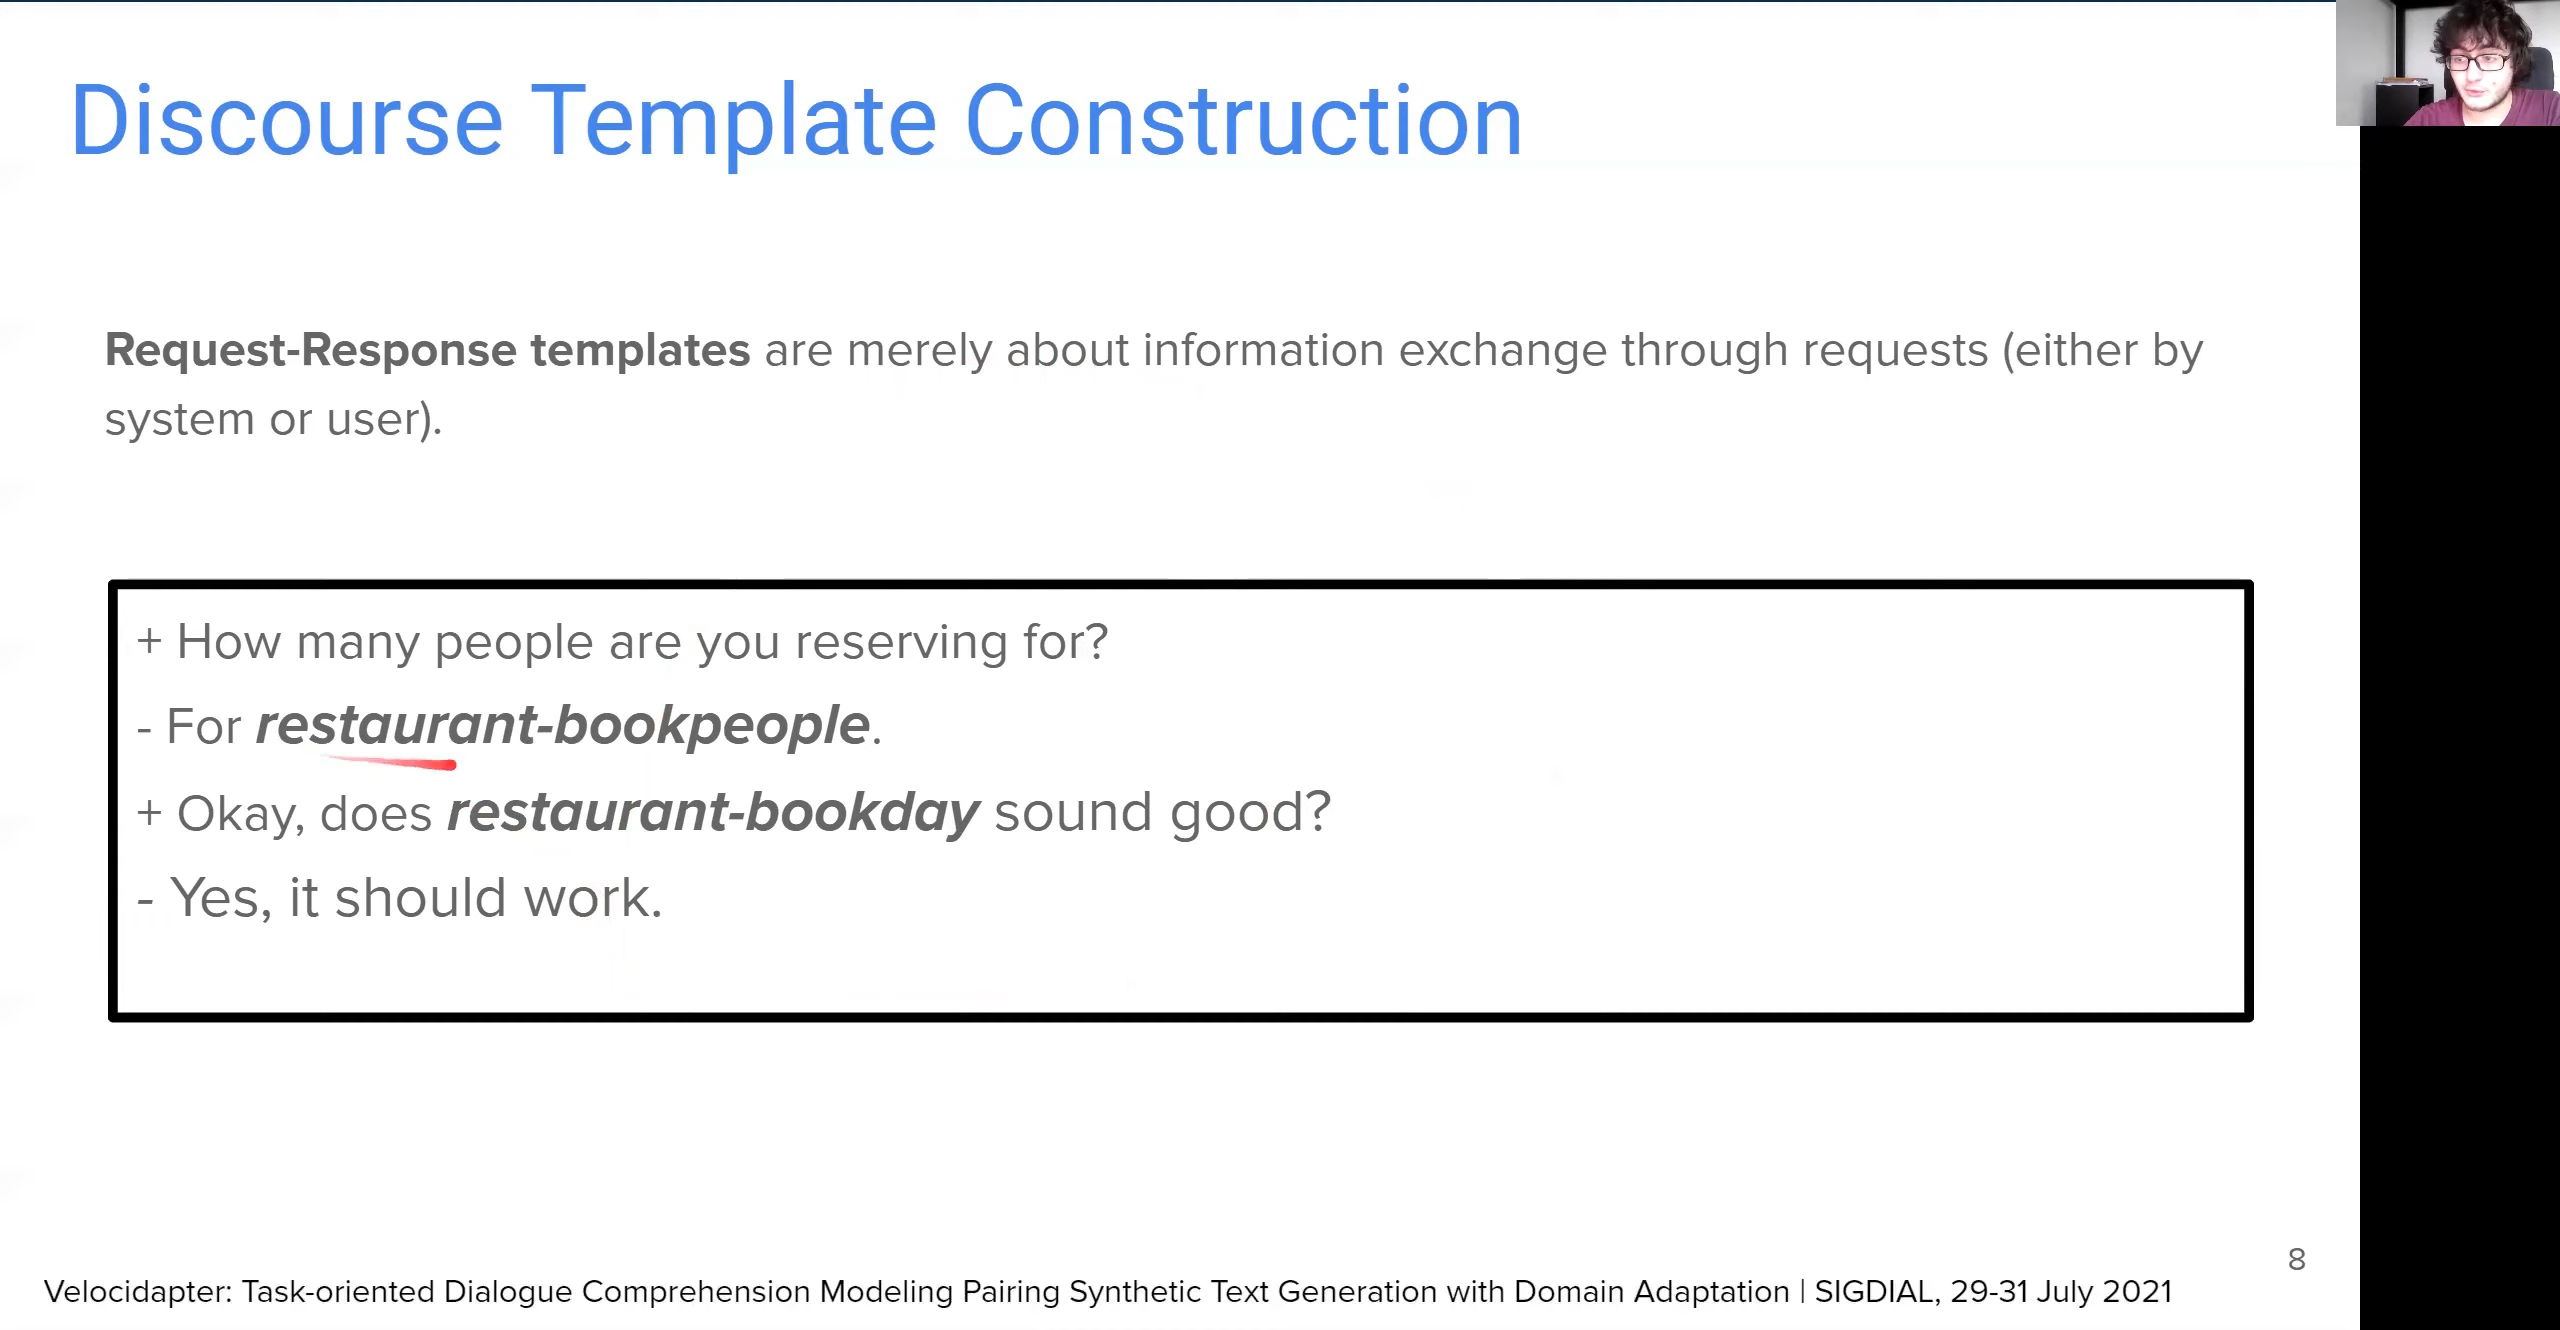 Discourse Template Construction
Request-Response templates are merely about information exchange through requests (either by
system or user).
+ How many people are you reserving for?
- For restaurant-bookpeople.
+ Okay, does restaurant-bookday sound good?
- Yes, it should work.
8
Velocidapter: Task-oriented Dialogue Comprehension Modeling Pairing Synthetic Text Generation with Domain Adaptation | SIGDIAL, 29-31 July 2021